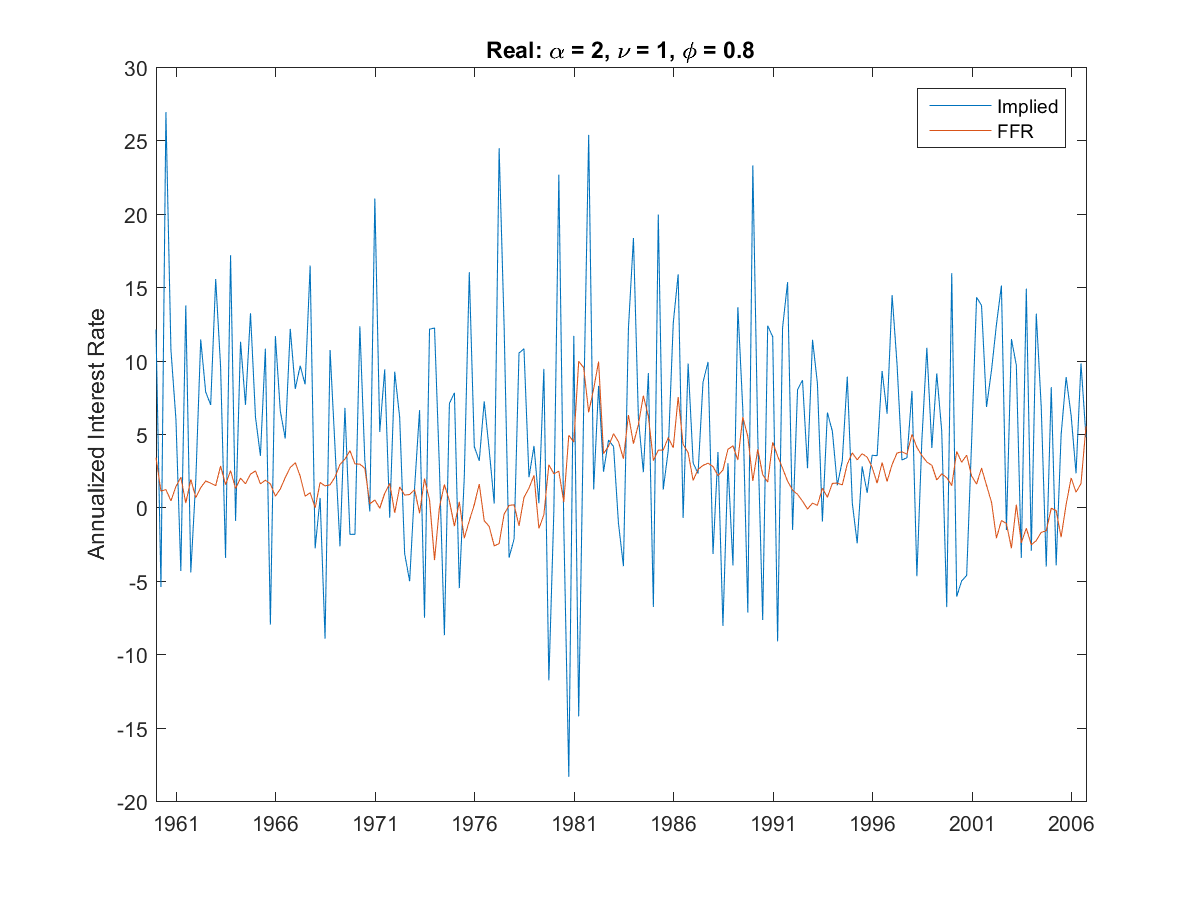 Real: α = 2, ν = 1, ϕ = 0.8
Annualized Interest Rate
30
25
20
15
10
5
0
-5
-10
-15
-20
1961 1966 1971 1976 1981 1986 1991 1996 2001 2006
Implied
FFR